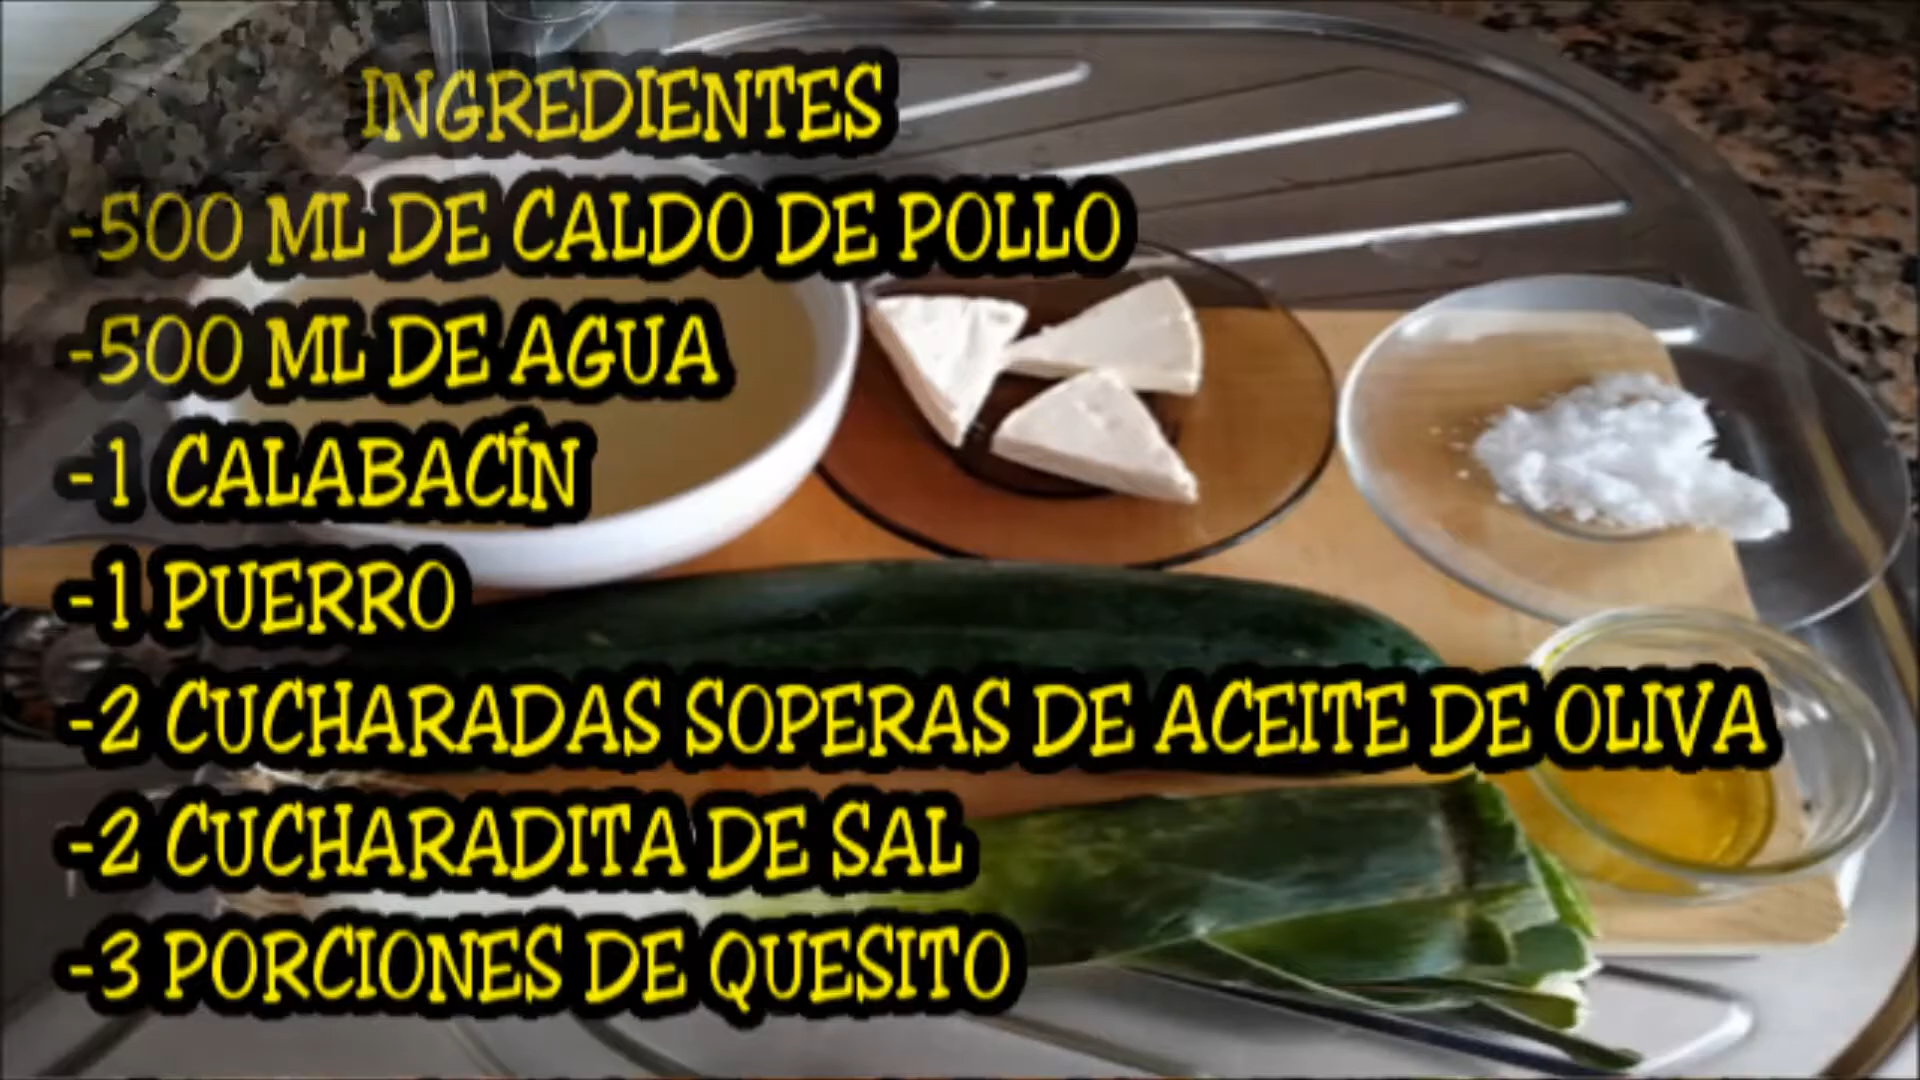 INGREDIENTES
-500 ML DE CALDO DE POLLO
-500 ML DE AGUA
-1 CALABACÍN
-1 PUERRO
-2 CUCHARADAS SOPERAS DE ACEITE DE OLIVA
-2 CUCHARADITA DE SAL
-3 PORCIONES DE QUESITO